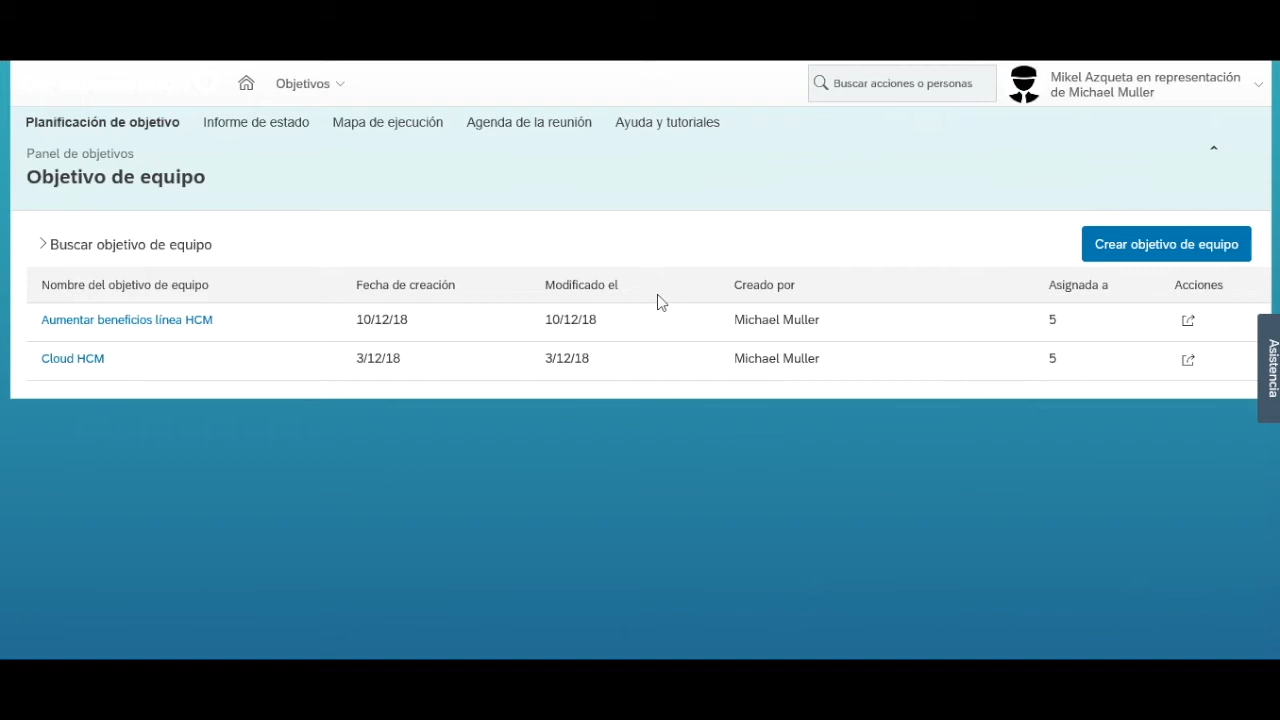 Objetivos
Buscar acciones o personas
Mikel Azqueta en representación
de Michael Muller
Planificación de objetivo Informe de estado Mapa de ejecución Agenda de la reunión Ayuda y tutoriales
Panel de objetivos
Objetivo de equipo
Buscar objetivo de equipo
Crear objetivo de equipo
Nombre del objetivo de equipo Fecha de creación Modificado el Creado por Asignada a Acciones
Aumentar beneficios línea HCM 10/12/18 10/12/18 Michael Muller 5
Cloud HCM 3/12/18 3/12/18 Michael Muller 5
Asistencia